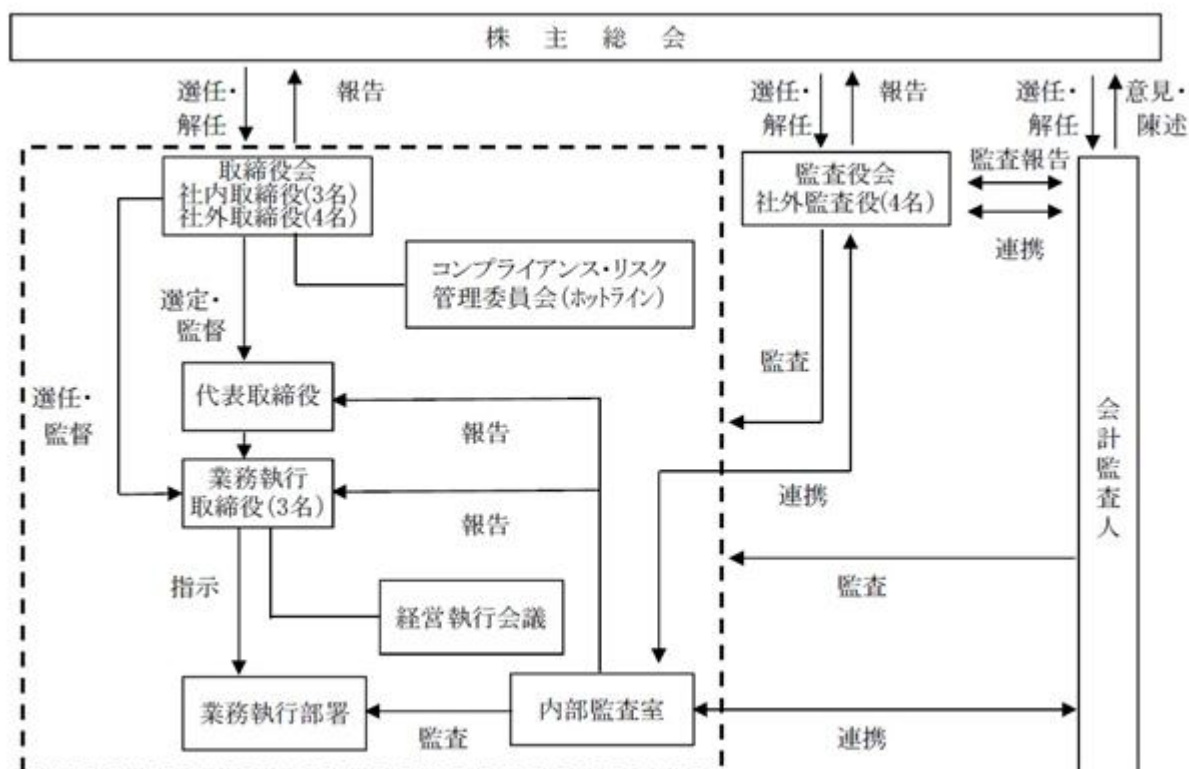 株主総会
選任・
解任
報告
選任・
解任
報告
選任・
解任
意見・
陳述
取締役会
社内取締役(3名)
社外取締役(4名)
監査役会
社外監査役(4名)
監査報告
連携
コンプライアンス・リスク
管理委員会(ホットライン)
選定・
監督
監査
代表取締役
選任・
監督
報告
業務執行
取締役(3名)
連携
報告
会計監査人
指示
監査
経営執行会議
業務執行部署
監査
内部監査室
連携